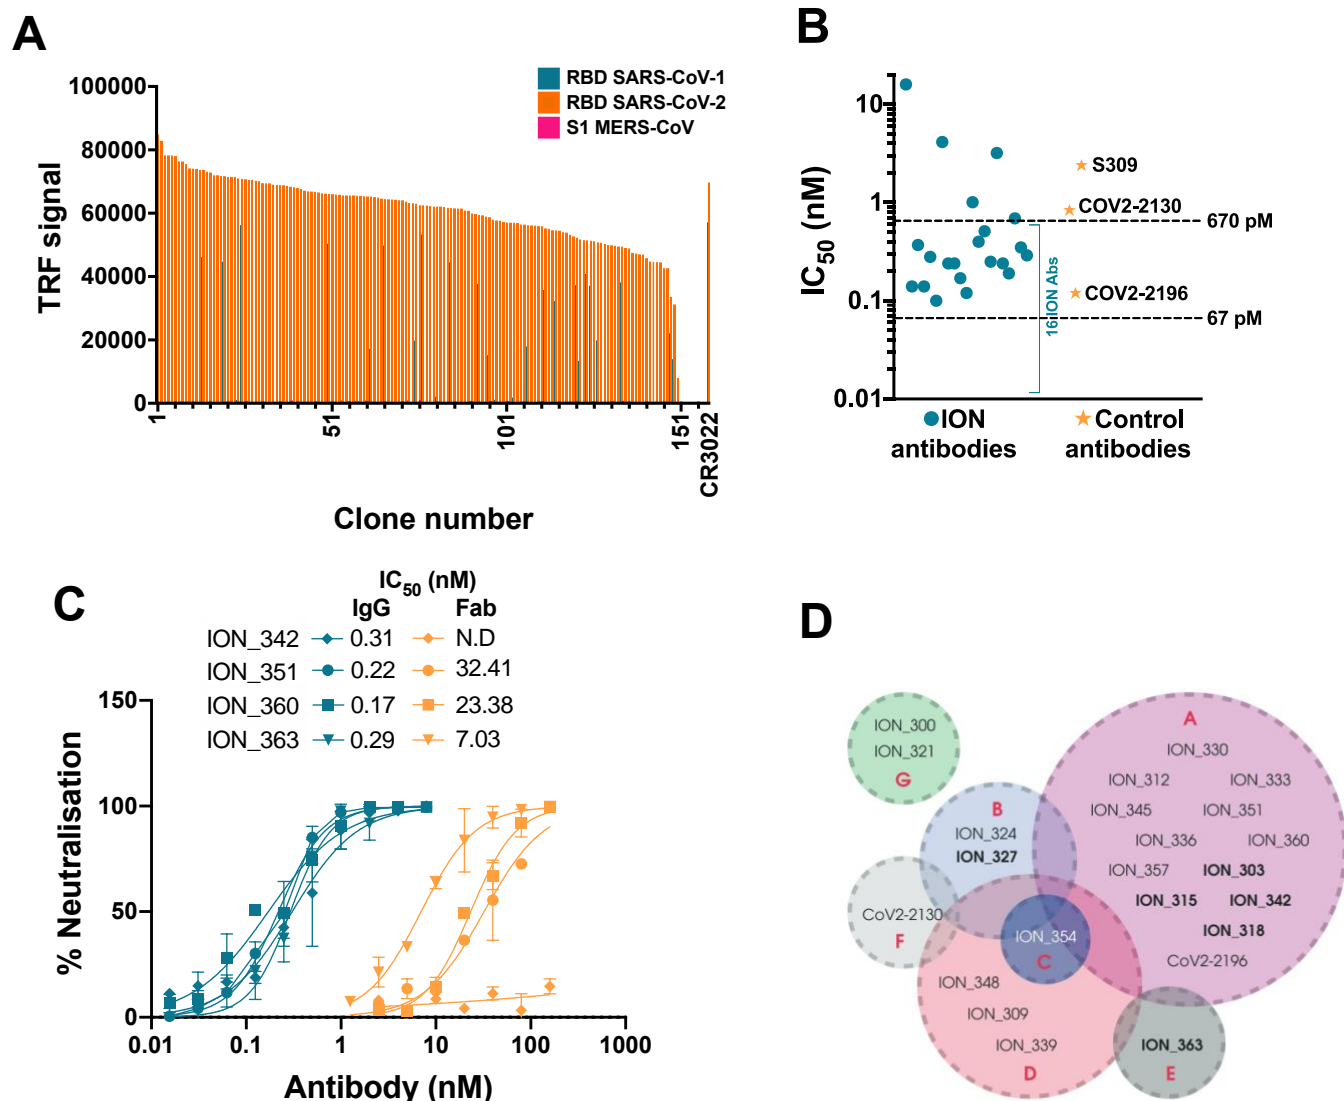 A
100000
80000
60000
40000
20000
0
TRF signal
RBD SARS-CoV-1
RBD SARS-CoV-2
S1 MERS-CoV
1
51
101
151
CR3022
Clone number
B
10
1
0.1
0.01
IC50 (nM)
S309
COV2-2130
670 pM
COV2-2196
67 pM
16 ION Abs
ION
antibodies
Control
antibodies
C
IC50 (nM)
IgG Fab
ION_342 0.31 N.D
ION_351 0.22 32.41
ION_360 0.17 23.38
ION_363 0.29 7.03
150
100
50
0
% Neutralisation
0.01 0.1 1 10 100 1000
Antibody (nM)
D
ION_300
ION_321
G
A
ION_330
ION_312 ION_333
ION_345 ION_351
ION_336 ION_360
ION_357 ION_303
ION_315 ION_342
ION_318
CoV2-2196
B
ION_324
ION_327
CoV2-2130
F
ION_354
C
ION_348
ION_309
ION_339
D
ION_363
E